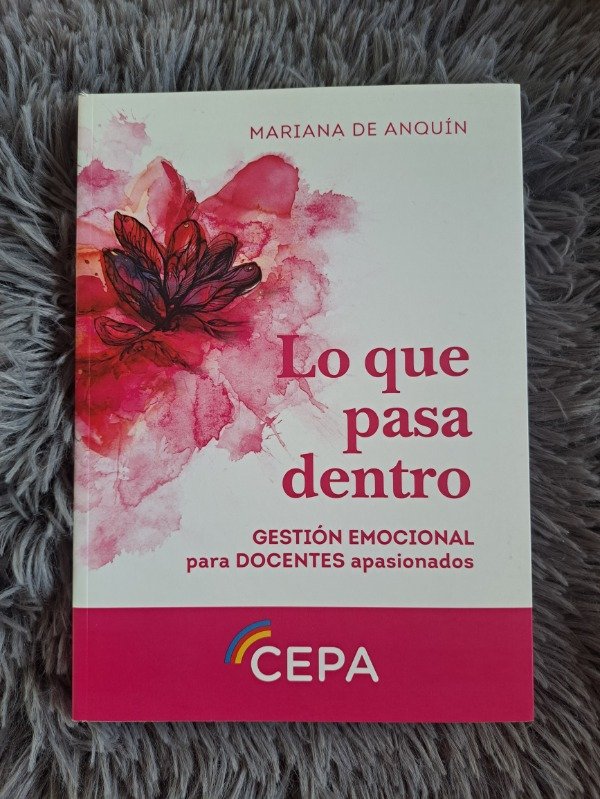 MARIANA DE ANQUÍN
Lo que
pasa
dentro
GESTIÓN EMOCIONAL
para DOCENTES apasionados
CEPA